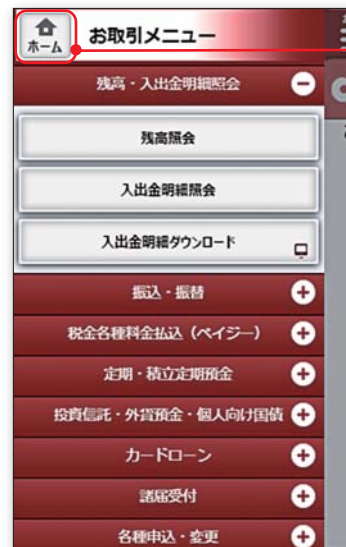 ホーム
お取引メニュー
残高・入出金明細照会
残高照会
入出金明細照会
入出金明細ダウンロード
振込・振替
税金各種料金払込（ペイジー）
定期・積立定期預金
投資信託・外貨預金・個人向け国債
カードローン
諸届受付
各種申込・変更